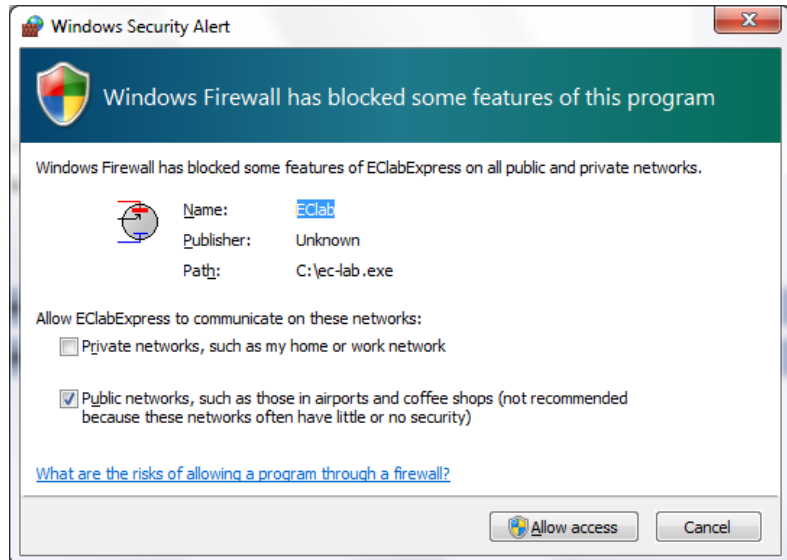 Windows Security Alert
Windows Firewall has blocked some features of this program
Windows Firewall has blocked some features of EClabExpress on all public and private networks.
Name: EClab
Publisher: Unknown
Path: C:\ec-lab.exe
Allow EClabExpress to communicate on these networks:
Private networks, such as my home or work network
Public networks, such as those in airports and coffee shops (not recommended
because these networks often have little or no security)
What are the risks of allowing a program through a firewall?
Allow access Cancel